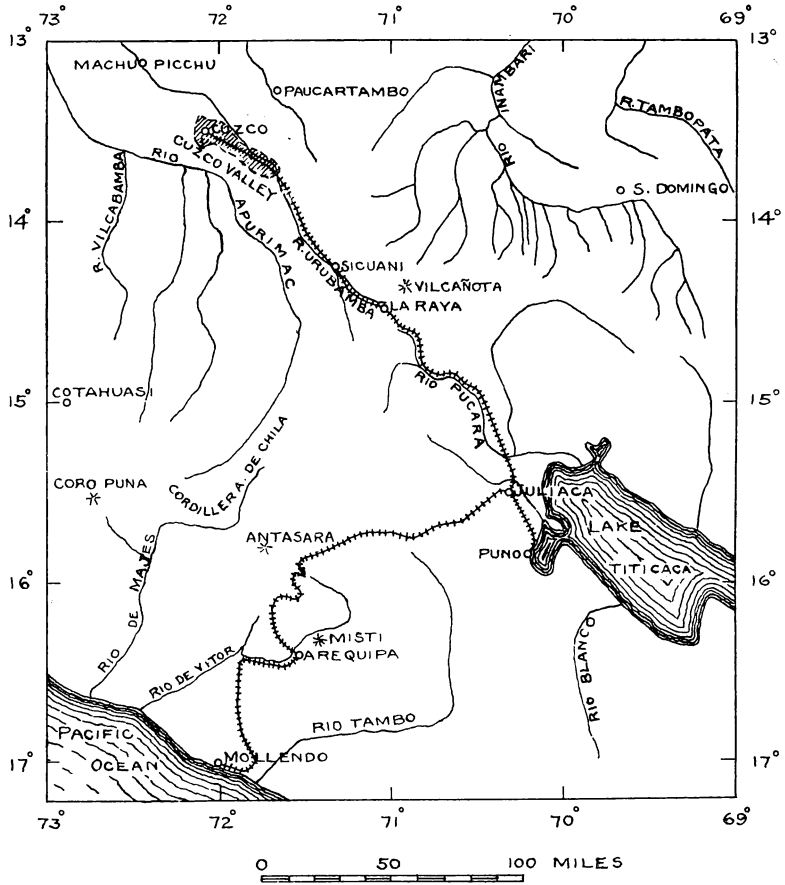 73° 72° 71° 70° 69°
13° 13°
MACHU PICCHU
PAUCARTAMBO
RIO INAMBARI
R. TAMBOPATA
CUZCO
CUZCO VALLEY
RIO APURIMAC
R. VILCABAMBA
S. DOMINGO
14° 14°
R. URUBAMBA
SICUANI
VILCAÑOTA
LA RAYA
RIO PUCARA
COTAHUASI
15° 15°
CORDILLERA DE CHILA
CORO PUNA
JULIACA
ANTASARA
LAKE
TITICACA
PUNO
16° 16°
RIO DE MAJES
MISTI
AREQUIPA
RIO DE VITOR
RIO BLANCO
RIO TAMBO
PACIFIC
OCEAN
MOLLENDO
17° 17°
73° 72° 71° 70° 69°
0 50 100 MILES